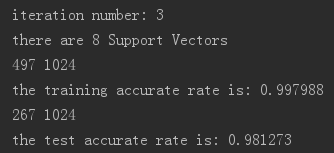 iteration number: 3
there are 8 Support Vectors
497 1024
the training accurate rate is: 0.997988
267 1024
the test accurate rate is: 0.981273